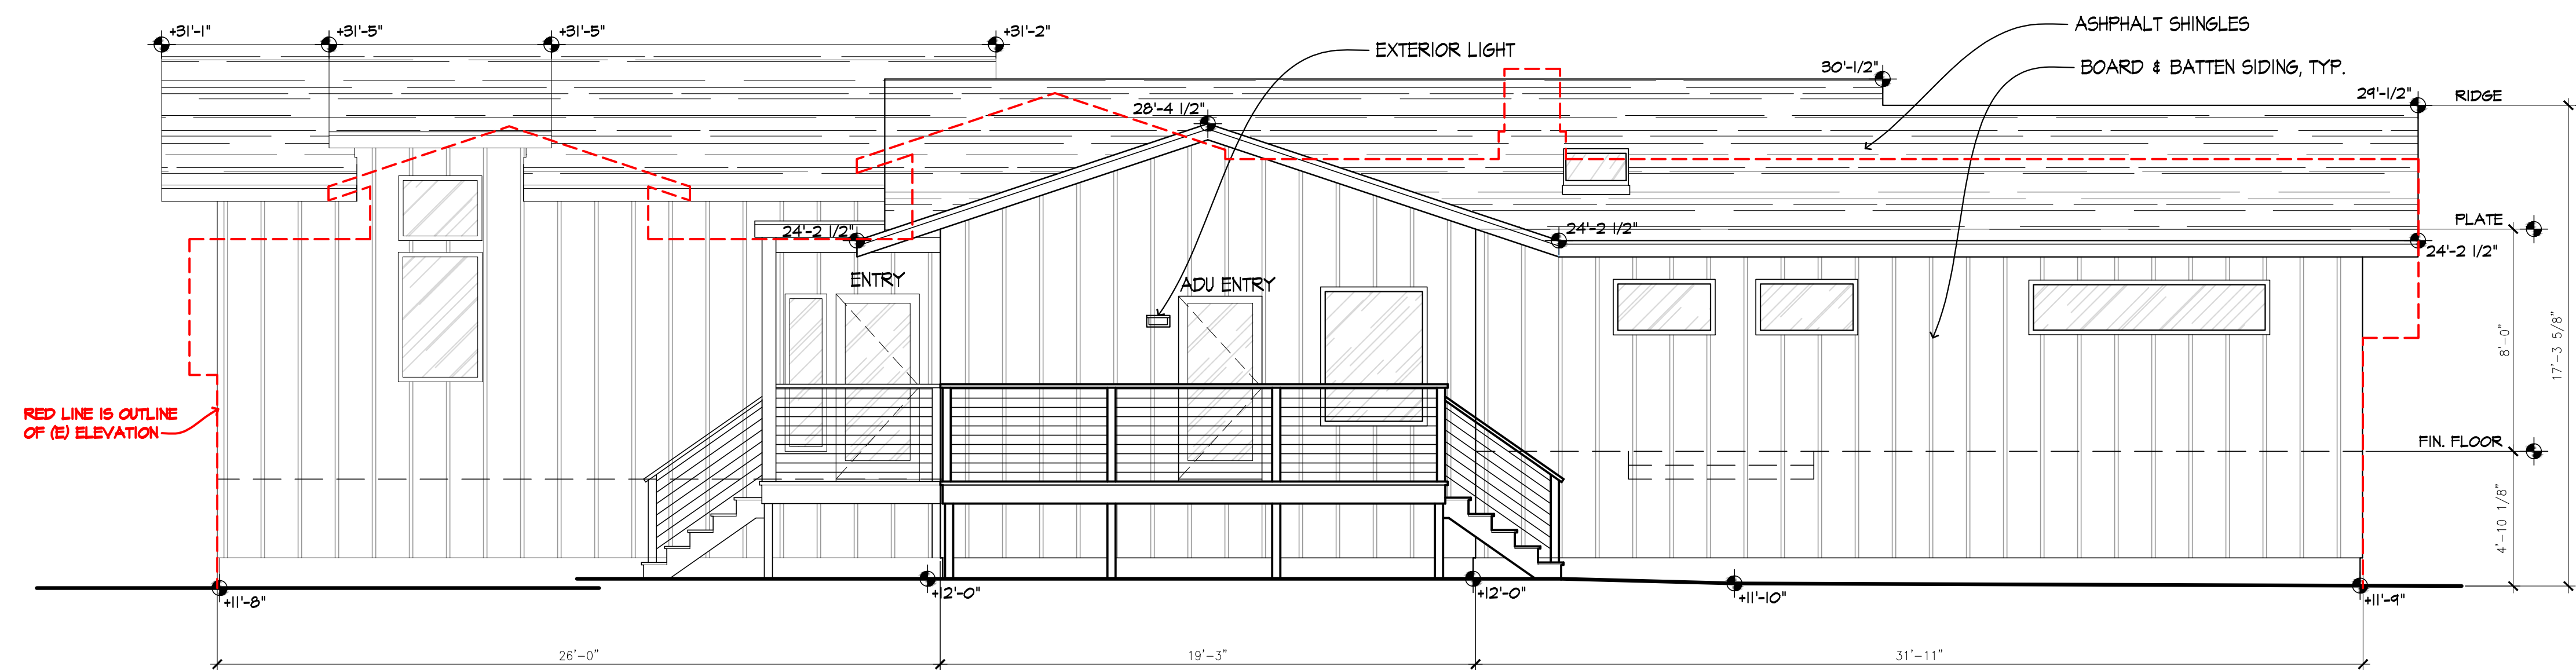 +31'-1"
+31'-5"
+31'-5"
+31'-2"
EXTERIOR LIGHT
ASHPHALT SHINGLES
BOARD & BATTEN SIDING, TYP.
30'-1/2"
29'-1/2"
RIDGE
28'-4 1/2"
24'-2 1/2"
24'-2 1/2"
PLATE
24'-2 1/2"
ENTRY
ADU ENTRY
8'-0"
17'-3 5/8"
RED LINE IS OUTLINE
OF (E) ELEVATION
FIN. FLOOR
4'-10 1/8"
+11'-8"
+12'-0"
+12'-0"
+11'-10"
+11'-9"
26'-0"
19'-3"
31'-11"